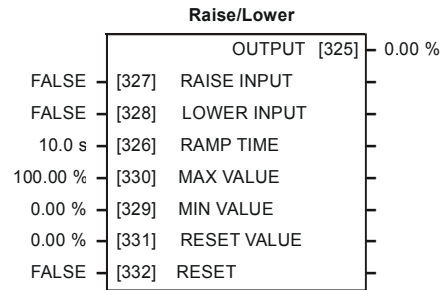 Raise/Lower
OUTPUT [325] 0.00 %
FALSE [327] RAISE INPUT
FALSE [328] LOWER INPUT
10.0 s [326] RAMP TIME
100.00 % [330] MAX VALUE
0.00 % [329] MIN VALUE
0.00 % [331] RESET VALUE
FALSE [332] RESET